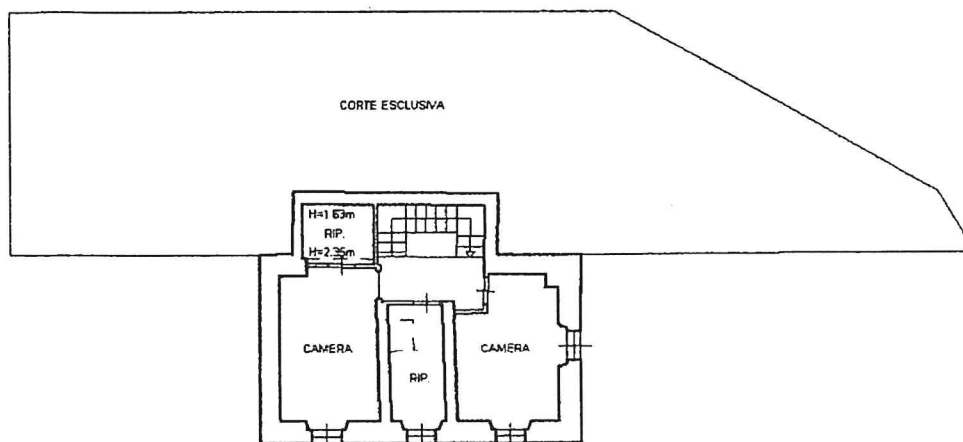 CORTE ESCLUSIVA
H=1.63m
RIP.
H=2.35m
CAMERA
RIP.
CAMERA